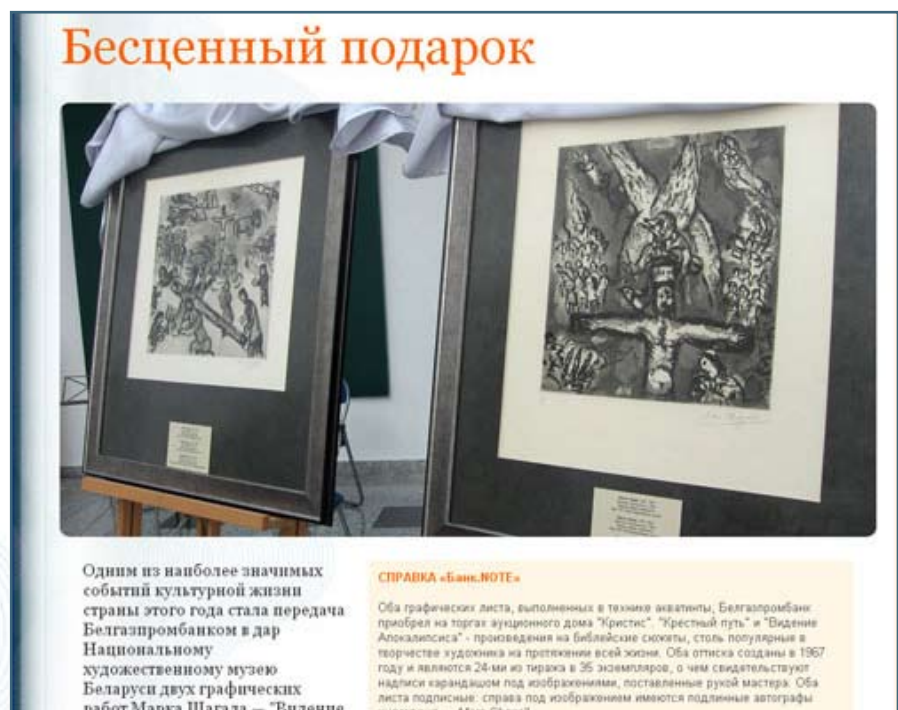 Бесценный подарок
Одним из наиболее значимых
событий культурной жизни
страны этого года стала передача
Белгазпромбанком в дар
Национальному
художественному музею
Беларуси двух графических
работ Марка Шагала — "Видение
СПРАВКА «Банк.NOTE»
Оба графических листа, выполненных в технике акватинты, Белгазпромбанк
приобрел на торгах аукционного дома "Кристис". "Крестный путь" и "Видение
Апокалипсиса" - произведения на библейские сюжеты, столь популярные в
творчестве художника на протяжении всей жизни. Оба оттиска созданы в 1967
году и являются 24-ми из тиража в 35 экземпляров, о чем свидетельствуют
надписи карандашом под изображениями, поставленные рукой мастера. Оба
листа подписные: справа под изображением имеются подлинные автографы